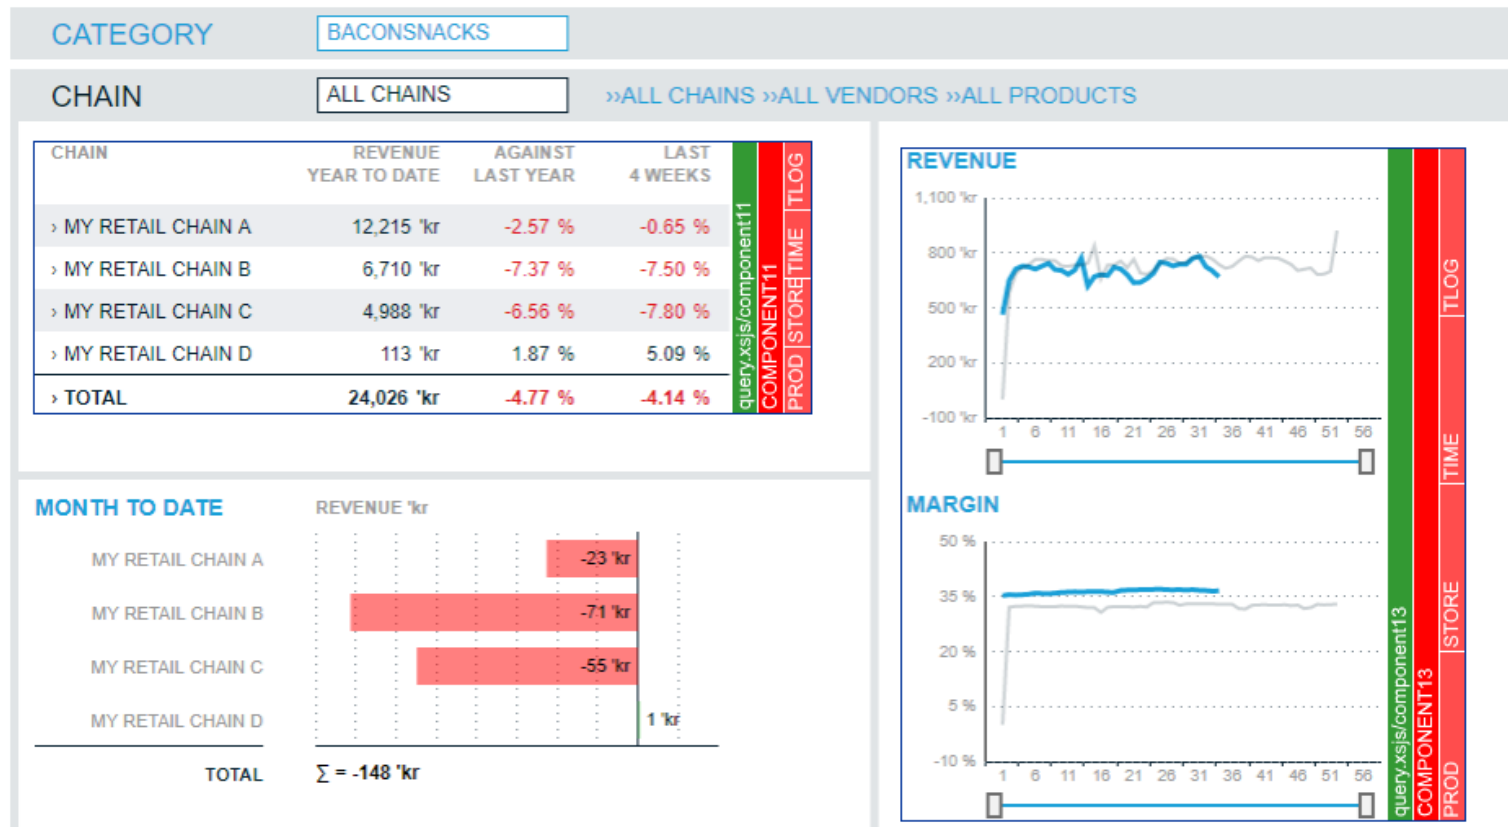 CATEGORY BACONSNACKS
CHAIN ALL CHAINS ››ALL CHAINS ››ALL VENDORS ››ALL PRODUCTS
CHAIN REVENUE AGAINST LAST
YEAR TO DATE LAST YEAR 4 WEEKS
› MY RETAIL CHAIN A 12,215 'kr -2.57 % -0.65 %
› MY RETAIL CHAIN B 6,710 'kr -7.37 % -7.50 %
› MY RETAIL CHAIN C 4,988 'kr -6.56 % -7.80 %
› MY RETAIL CHAIN D 113 'kr 1.87 % 5.09 %
› TOTAL 24,026 'kr -4.77 % -4.14 %
query.xsjs/component11
COMPONENT11
PROD STORE TIME TLOG
MONTH TO DATE REVENUE 'kr
MY RETAIL CHAIN A -23 'kr
MY RETAIL CHAIN B -71 'kr
MY RETAIL CHAIN C -55 'kr
MY RETAIL CHAIN D 1 'kr
TOTAL ∑ = -148 'kr
REVENUE
1,100 'kr
800 'kr
500 'kr
200 'kr
-100 'kr
1 6 11 16 21 26 31 36 41 46 51 56
MARGIN
50 %
35 %
20 %
5 %
-10 %
1 6 11 16 21 26 31 36 41 46 51 56
query.xsjs/component13
COMPONENT13
PROD STORE TIME TLOG